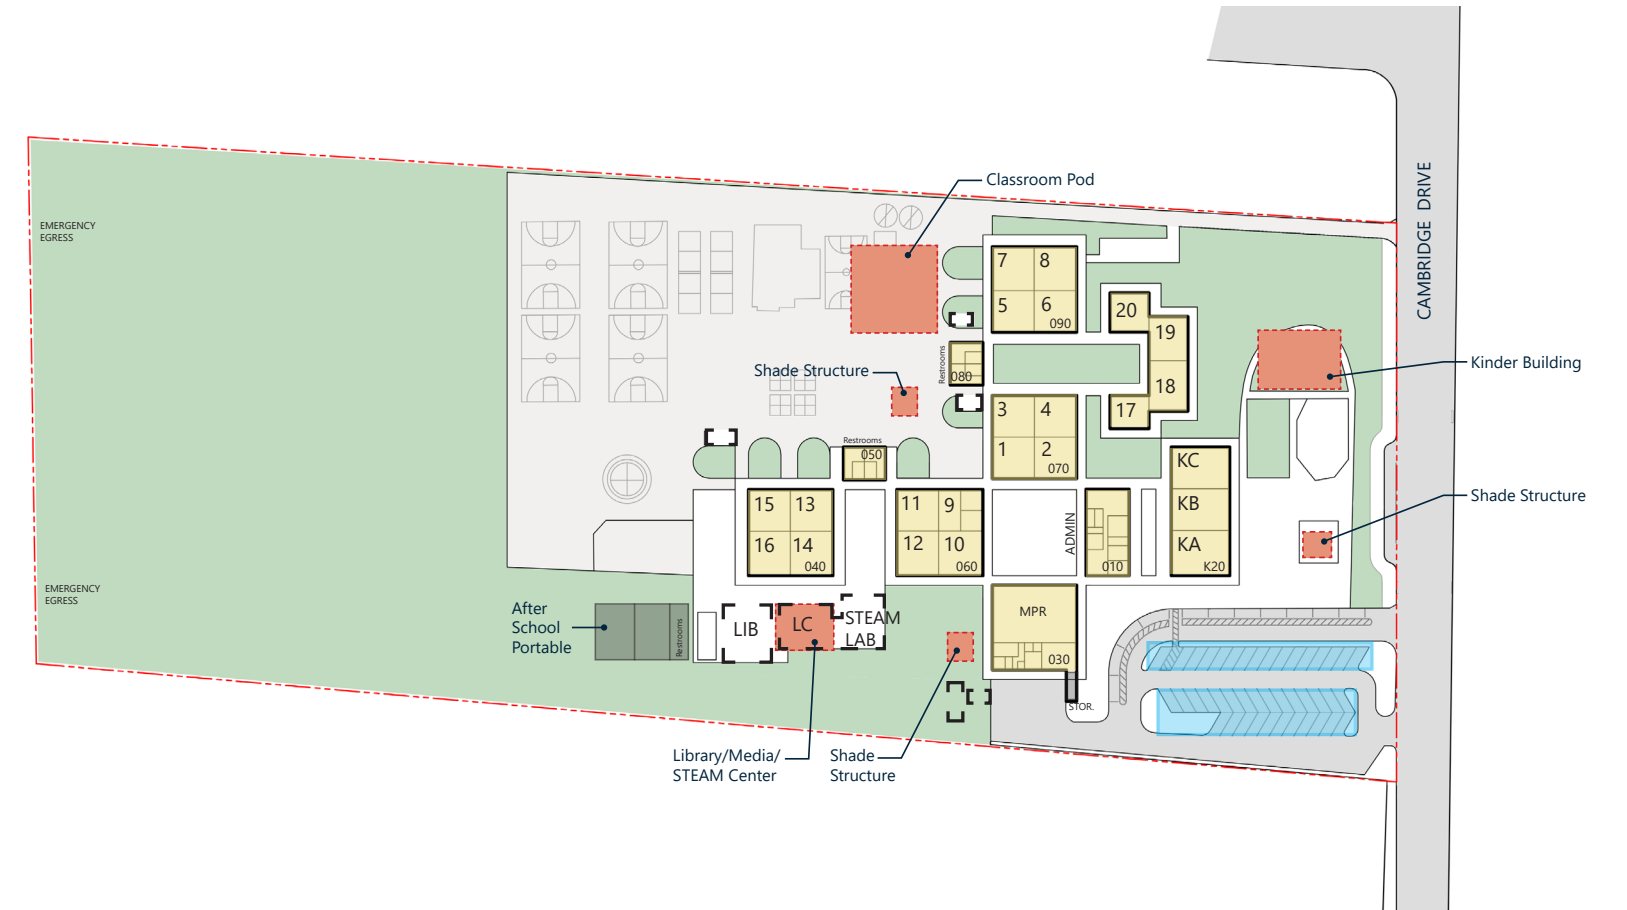 CAMBRIDGE DRIVE
Classroom Pod
EMERGENCY
EGRESS
7
8
5
6
090
20
19
18
17
Restrooms
080
Shade Structure
Kinder Building
3
4
1
2
070
Restrooms
050
KC
KB
KA
K20
Shade Structure
15
13
16
14
040
11
9
12
10
060
ADMIN
010
EMERGENCY
EGRESS
After
School
Portable
Restrooms
LIB
LC
STEAM
LAB
MPR
030
STOR.
Library/Media/
STEAM Center
Shade
Structure